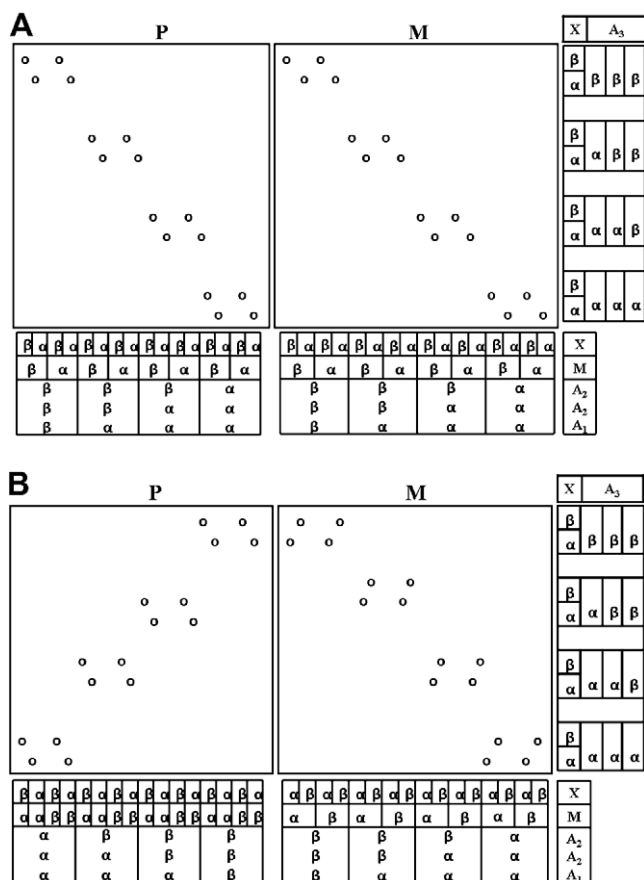 A
P M X A₃
β
α β β β
β
α α β β
β
α α α β
β
α α α α
β α β α β α β α β α β α β α β α β α β α β α β α β α β α β α β α X
β α β α β α β α β α β α β α β α M
β β β α β β β α A₂
β β α α β β α α A₂
β α α α β α α α A₁
B
P M X A₃
β
α β β β
β
α α β β
β
α α α β
β
α α α α
β α β α β α β α β α β α β α β α α β α β α β α β α β α β α β α β X
α α β β α α β β α α β β α α β β α β α β α β α β M
α β β β β β β α A₂
α α β β β β α α A₂
α α α β β α α α A₁